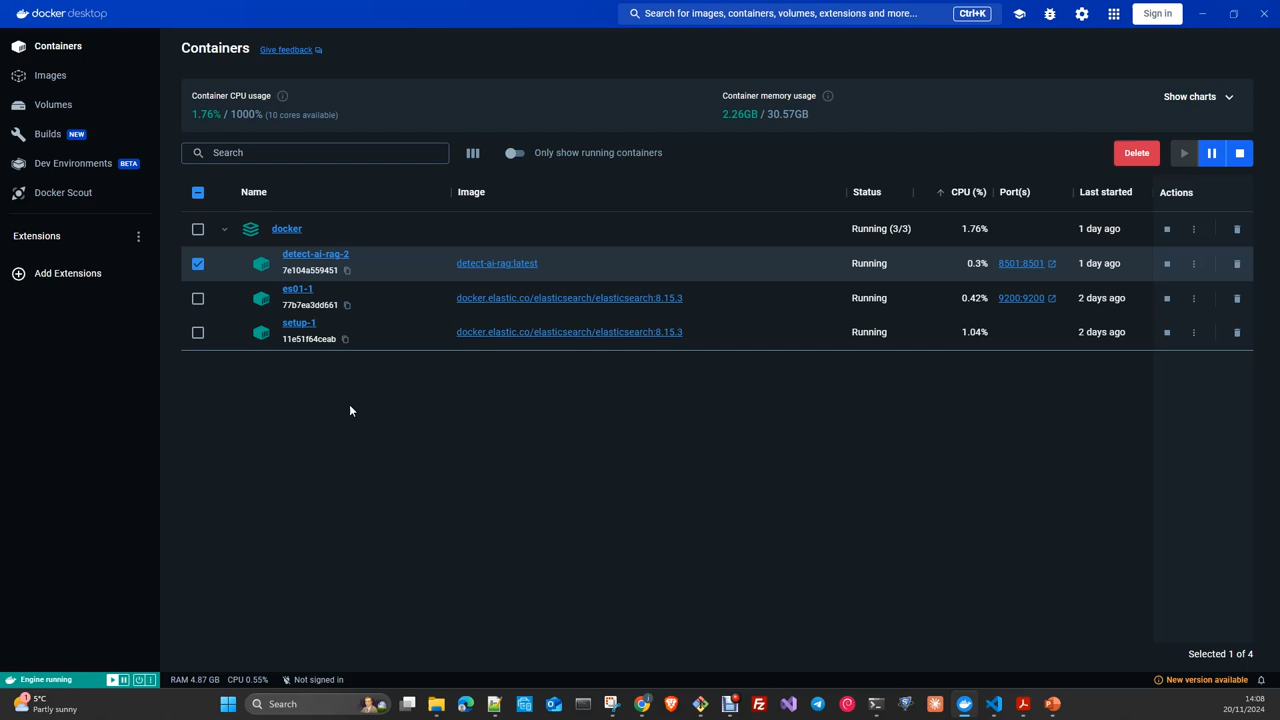 docker desktop
Search for images, containers, volumes, extensions and more... Ctrl+K
Sign in
Containers
Images
Volumes
Builds NEW
Dev Environments BETA
Docker Scout
Extensions
Add Extensions
Containers Give feedback
Container CPU usage
1.76% / 1000% (10 cores available)
Container memory usage
2.26GB / 30.57GB
Show charts
Search
Only show running containers
Delete
Name Image Status CPU (%) Port(s) Last started Actions
docker Running (3/3) 1.76% 1 day ago
detect-ai-rag-2
7e104a559451
detect-ai-rag:latest Running 0.3% 8501:8501 1 day ago
es01-1
77b7ea3dd661
docker.elastic.co/elasticsearch/elasticsearch:8.15.3 Running 0.42% 9200:9200 2 days ago
setup-1
11e51f64ceab
docker.elastic.co/elasticsearch/elasticsearch:8.15.3 Running 1.04% 2 days ago
Selected 1 of 4
Engine running
RAM 4.87 GB CPU 0.55% Not signed in
New version available
1
5°C
Partly sunny
Search
14:08
20/11/2024